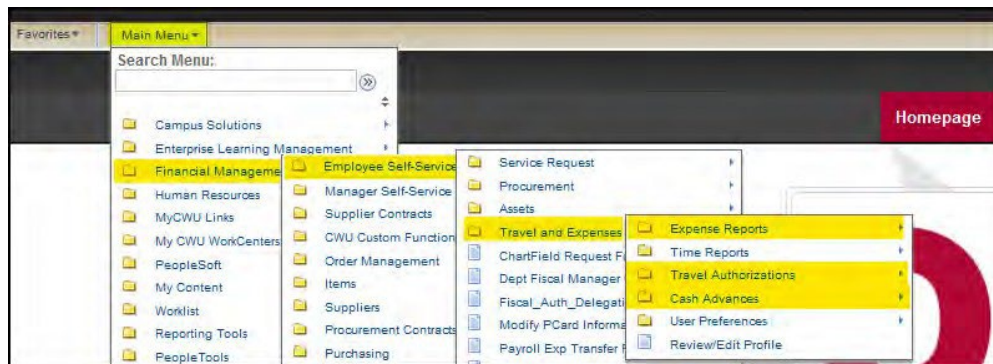 Favorites
Main Menu
Search Menu:
Homepage
Campus Solutions
Enterprise Learning Management
Financial Manageme
Human Resources
MyCWU Links
My CWU WorkCenters
PeopleSoft
My Content
Worklist
Reporting Tools
PeopleTools
Employee Self-Service
Manager Self-Service
Supplier Contracts
CWU Custom Function
Order Management
Items
Suppliers
Procurement Contracts
Purchasing
Service Request
Procurement
Assets
Travel and Expenses
ChartField Request F
Dept Fiscal Manager
Fiscal_Auth_Delegati
Modify PCard Informa
Payroll Exp Transfer
Expense Reports
Time Reports
Travel Authorizations
Cash Advances
User Preferences
Review/Edit Profile